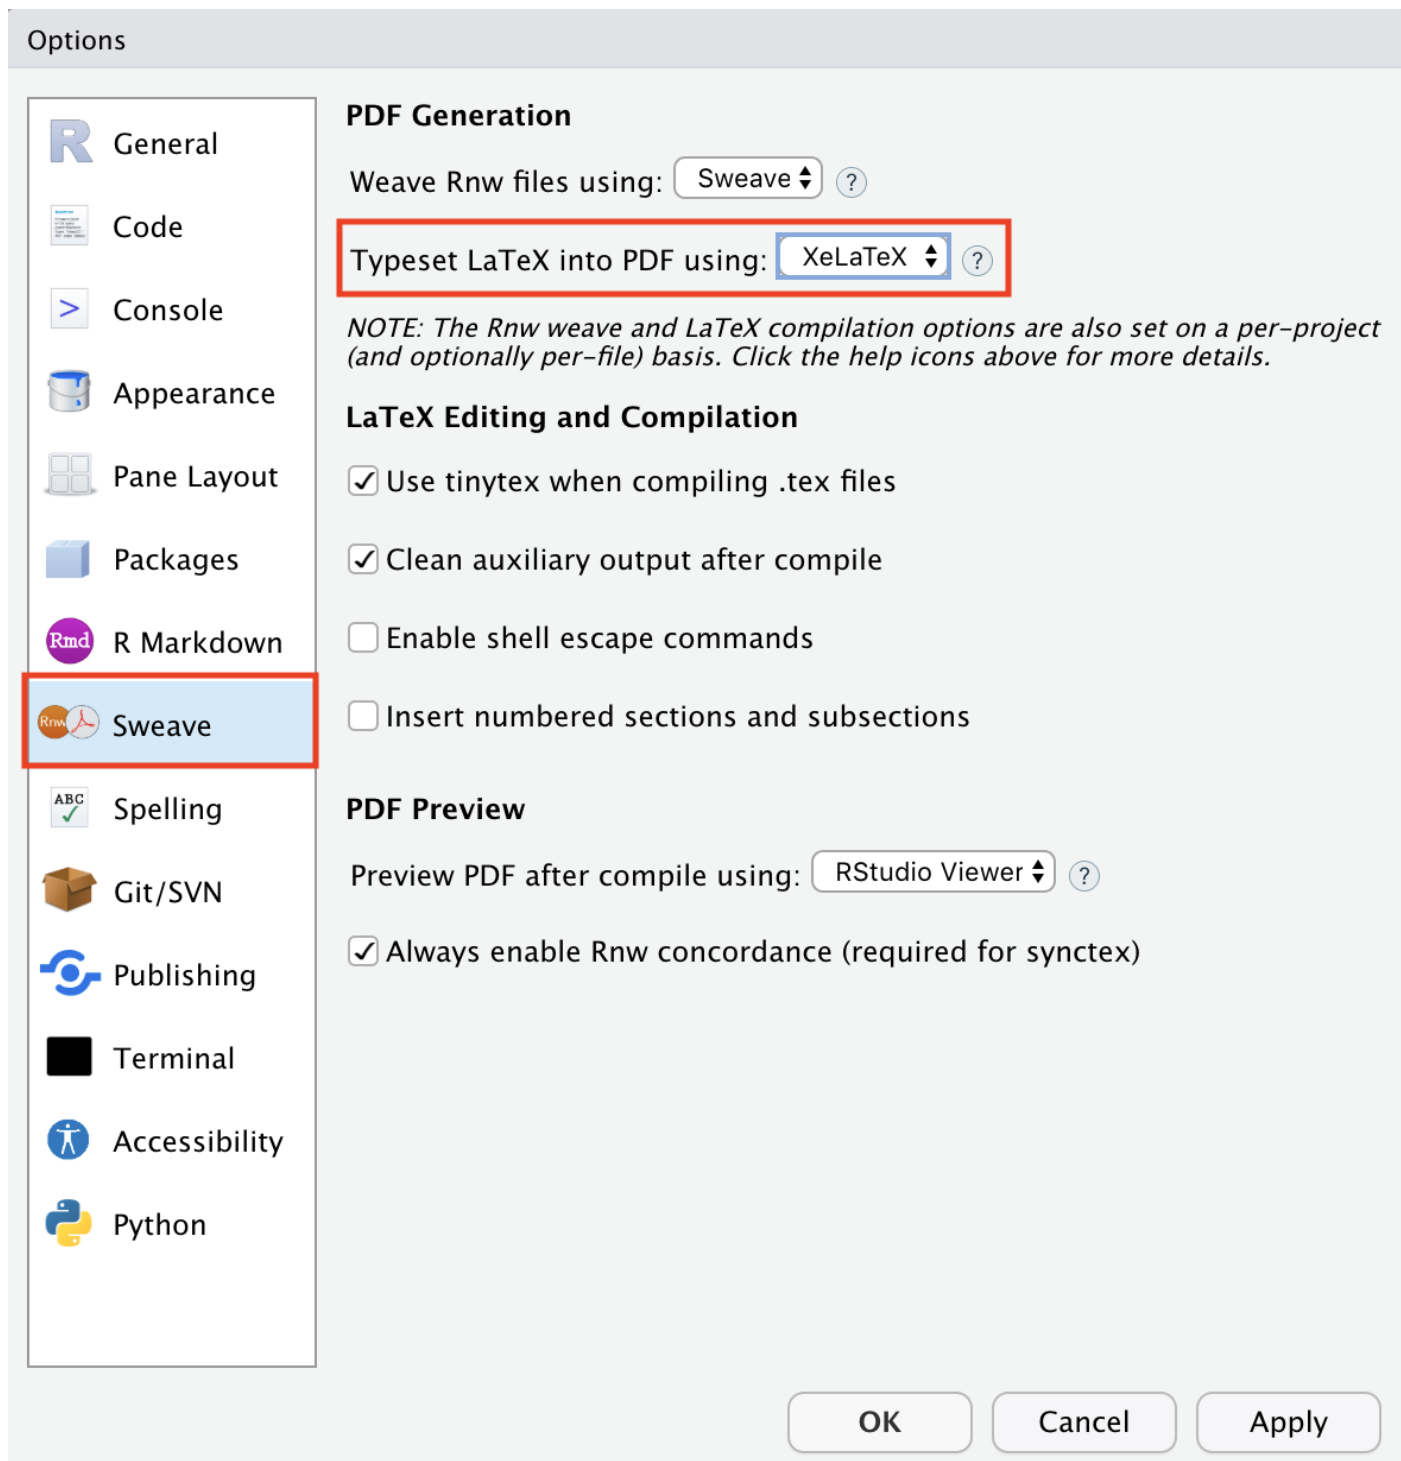 Options
General
Code
Console
Appearance
Pane Layout
Packages
Rmd R Markdown
Rnw Sweave
ABC Spelling
Git/SVN
Publishing
Terminal
Accessibility
Python
PDF Generation
Weave Rnw files using: Sweave ?
Typeset LaTeX into PDF using: XeLaTeX ?
NOTE: The Rnw weave and LaTeX compilation options are also set on a per-project
(and optionally per-file) basis. Click the help icons above for more details.
LaTeX Editing and Compilation
Use tinytex when compiling .tex files
Clean auxiliary output after compile
Enable shell escape commands
Insert numbered sections and subsections
PDF Preview
Preview PDF after compile using: RStudio Viewer ?
Always enable Rnw concordance (required for synctex)
OK Cancel Apply